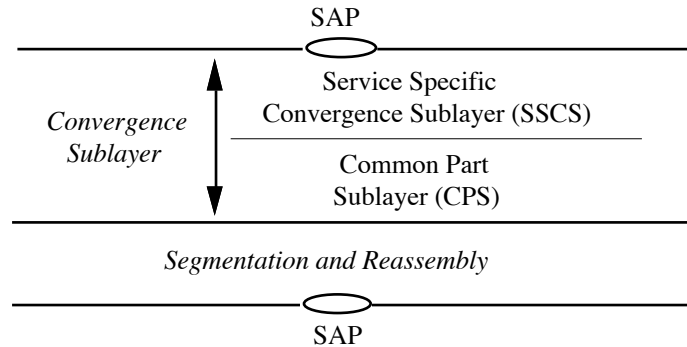 SAP
Service Specific
Convergence Sublayer (SSCS)
Convergence
Sublayer
Common Part
Sublayer (CPS)
Segmentation and Reassembly
SAP